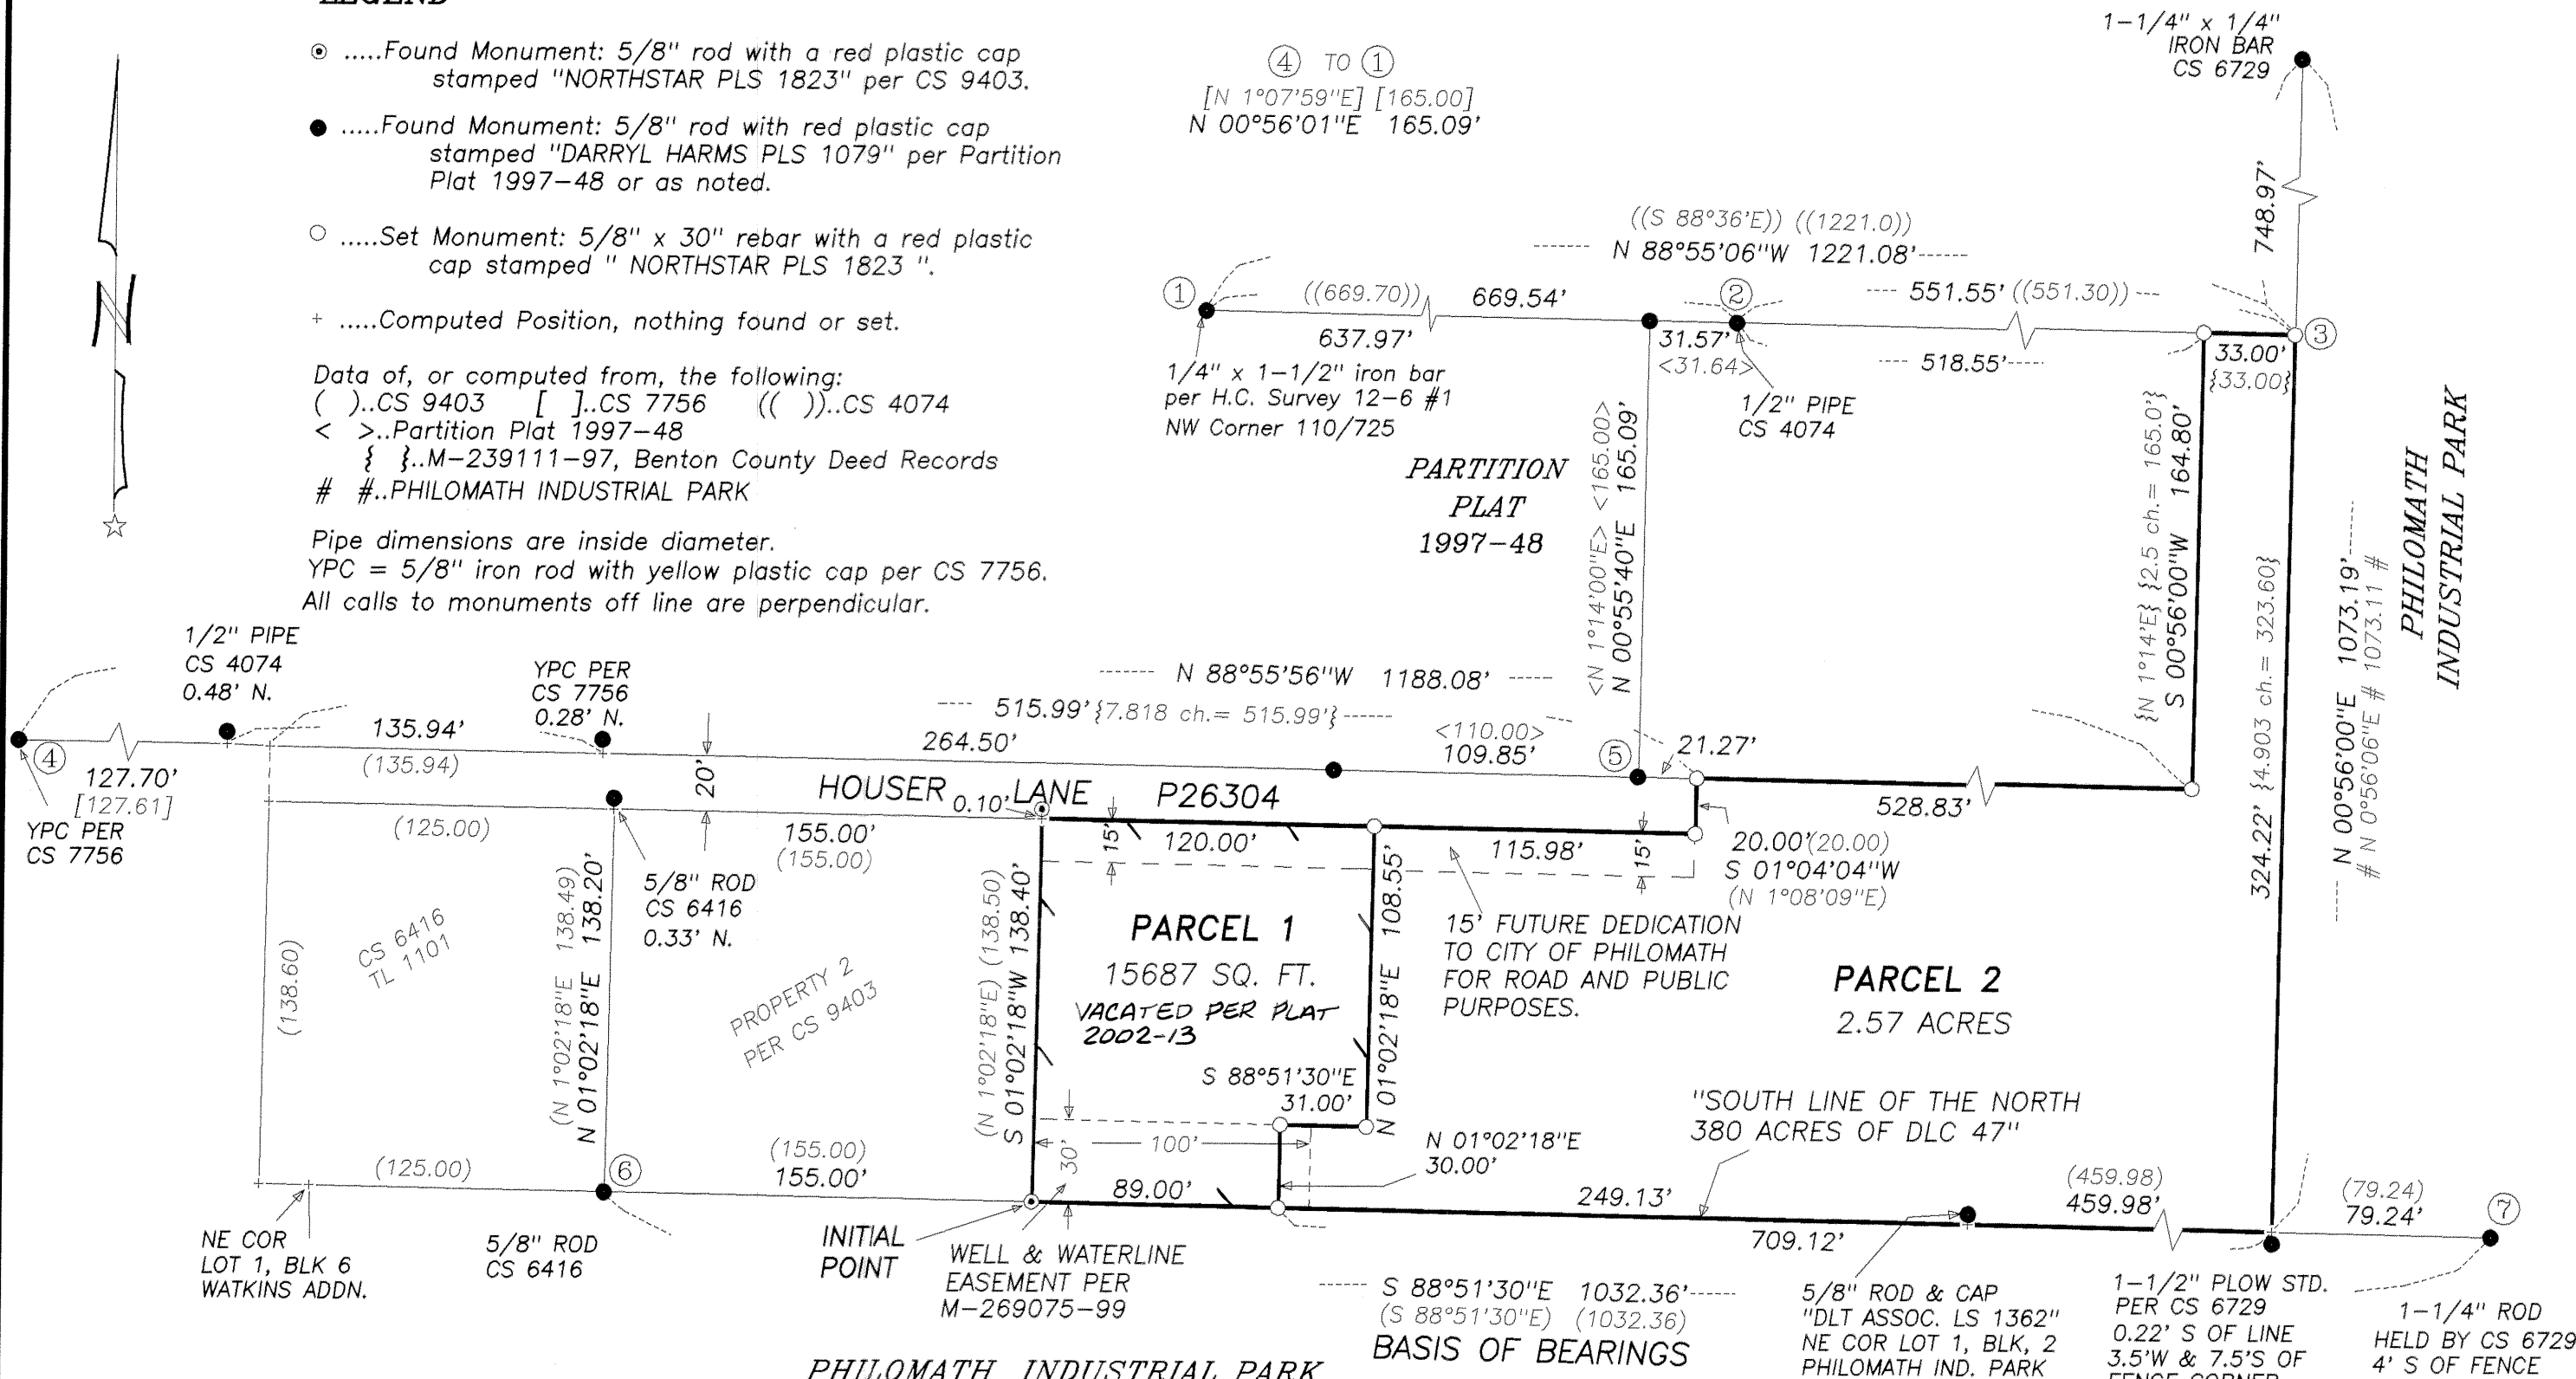 LEGEND
.....Found Monument: 5/8" rod with a red plastic cap
stamped "NORTHSTAR PLS 1823" per CS 9403.
.....Found Monument: 5/8" rod with red plastic cap
stamped "DARRYL HARMS PLS 1079" per Partition
Plat 1997-48 or as noted.
.....Set Monument: 5/8" x 30" rebar with a red plastic
cap stamped " NORTHSTAR PLS 1823 ".
+ .....Computed Position, nothing found or set.
Data of, or computed from, the following:
( )..CS 9403 [ ]..CS 7756 (( ))..CS 4074
< >..Partition Plat 1997-48
{ }..M-239111-97, Benton County Deed Records
# #..PHILOMATH INDUSTRIAL PARK
Pipe dimensions are inside diameter.
YPC = 5/8" iron rod with yellow plastic cap per CS 7756.
All calls to monuments off line are perpendicular.
N
4 TO 1
[N 1°07'59"E] [165.00]
N 00°56'01"E 165.09'
1-1/4" x 1/4"
IRON BAR
CS 6729
748.97'
((S 88°36'E)) ((1221.0))
N 88°55'06"W 1221.08'
1
((669.70))
669.54'
2
551.55' ((551.30))
3
637.97'
31.57'
<31.64>
518.55'
33.00'
{33.00}
1/4" x 1-1/2" iron bar
per H.C. Survey 12-6 #1
NW Corner 110/725
1/2" PIPE
CS 4074
PARTITION
PLAT
1997-48
<N 1°14'00"E> <165.00>
N 00°55'40"E 165.09'
{N 1°14'E} {2.5 ch. = 165.0'}
S 00°56'00"W 164.80'
324.22' {4.903 ch. = 323.60}
N 00°56'00"E 1073.19'
# N 0°56'06"E # 1073.11 #
PHILOMATH
INDUSTRIAL PARK
1/2" PIPE
CS 4074
0.48' N.
YPC PER
CS 7756
0.28' N.
N 88°55'56"W 1188.08'
515.99' {7.818 ch.= 515.99'}
4
127.70'
[127.61]
YPC PER
CS 7756
135.94'
(135.94)
264.50'
<110.00>
109.85'
5
21.27'
20'
HOUSER LANE P26304
0.10'
528.83'
(125.00)
155.00'
(155.00)
15'
120.00'
115.98'
15'
20.00'(20.00)
S 01°04'04"W
(N 1°08'09"E)
5/8" ROD
CS 6416
0.33' N.
(138.60)
CS 6416
TL 1101
(N 1°02'18"E 138.49)
N 01°02'18"E 138.20'
PROPERTY 2
PER CS 9403
(N 1°02'18"E) (138.50)
S 01°02'18"W 138.40'
PARCEL 1
15687 SQ. FT.
VACATED PER PLAT
2002-13
N 01°02'18"E 108.55'
15' FUTURE DEDICATION
TO CITY OF PHILOMATH
FOR ROAD AND PUBLIC
PURPOSES.
PARCEL 2
2.57 ACRES
S 88°51'30"E
31.00'
"SOUTH LINE OF THE NORTH
380 ACRES OF DLC 47"
N 01°02'18"E
30.00'
100'
30'
(125.00)
6
(155.00)
155.00'
89.00'
249.13'
709.12'
(459.98)
459.98'
(79.24)
79.24'
7
NE COR
LOT 1, BLK 6
WATKINS ADDN.
5/8" ROD
CS 6416
INITIAL
POINT
WELL & WATERLINE
EASEMENT PER
M-269075-99
S 88°51'30"E 1032.36'
(S 88°51'30"E) (1032.36)
BASIS OF BEARINGS
5/8" ROD & CAP
"DLT ASSOC. LS 1362"
NE COR LOT 1, BLK, 2
PHILOMATH IND. PARK
1-1/2" PLOW STD.
PER CS 6729
0.22' S OF LINE
3.5'W & 7.5'S OF
FENCE CORNER
1-1/4" ROD
HELD BY CS 6729
4' S OF FENCE
PHILOMATH INDUSTRIAL PARK